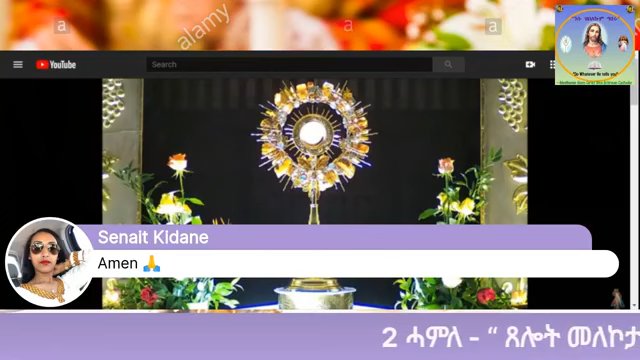 alamy
a
a
a
YouTube
Search
Senait Kidane
Amen 🙏
2 ሓምለ - “ ጸሎት መለኮታ